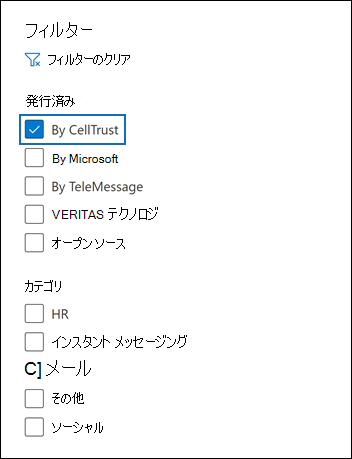 フィルター
フィルターのクリア
発行済み
By CellTrust
By Microsoft
By TeleMessage
VERITAS テクノロジ
オープンソース
カテゴリ
HR
インスタント メッセージング
C]メール
その他
ソーシャル